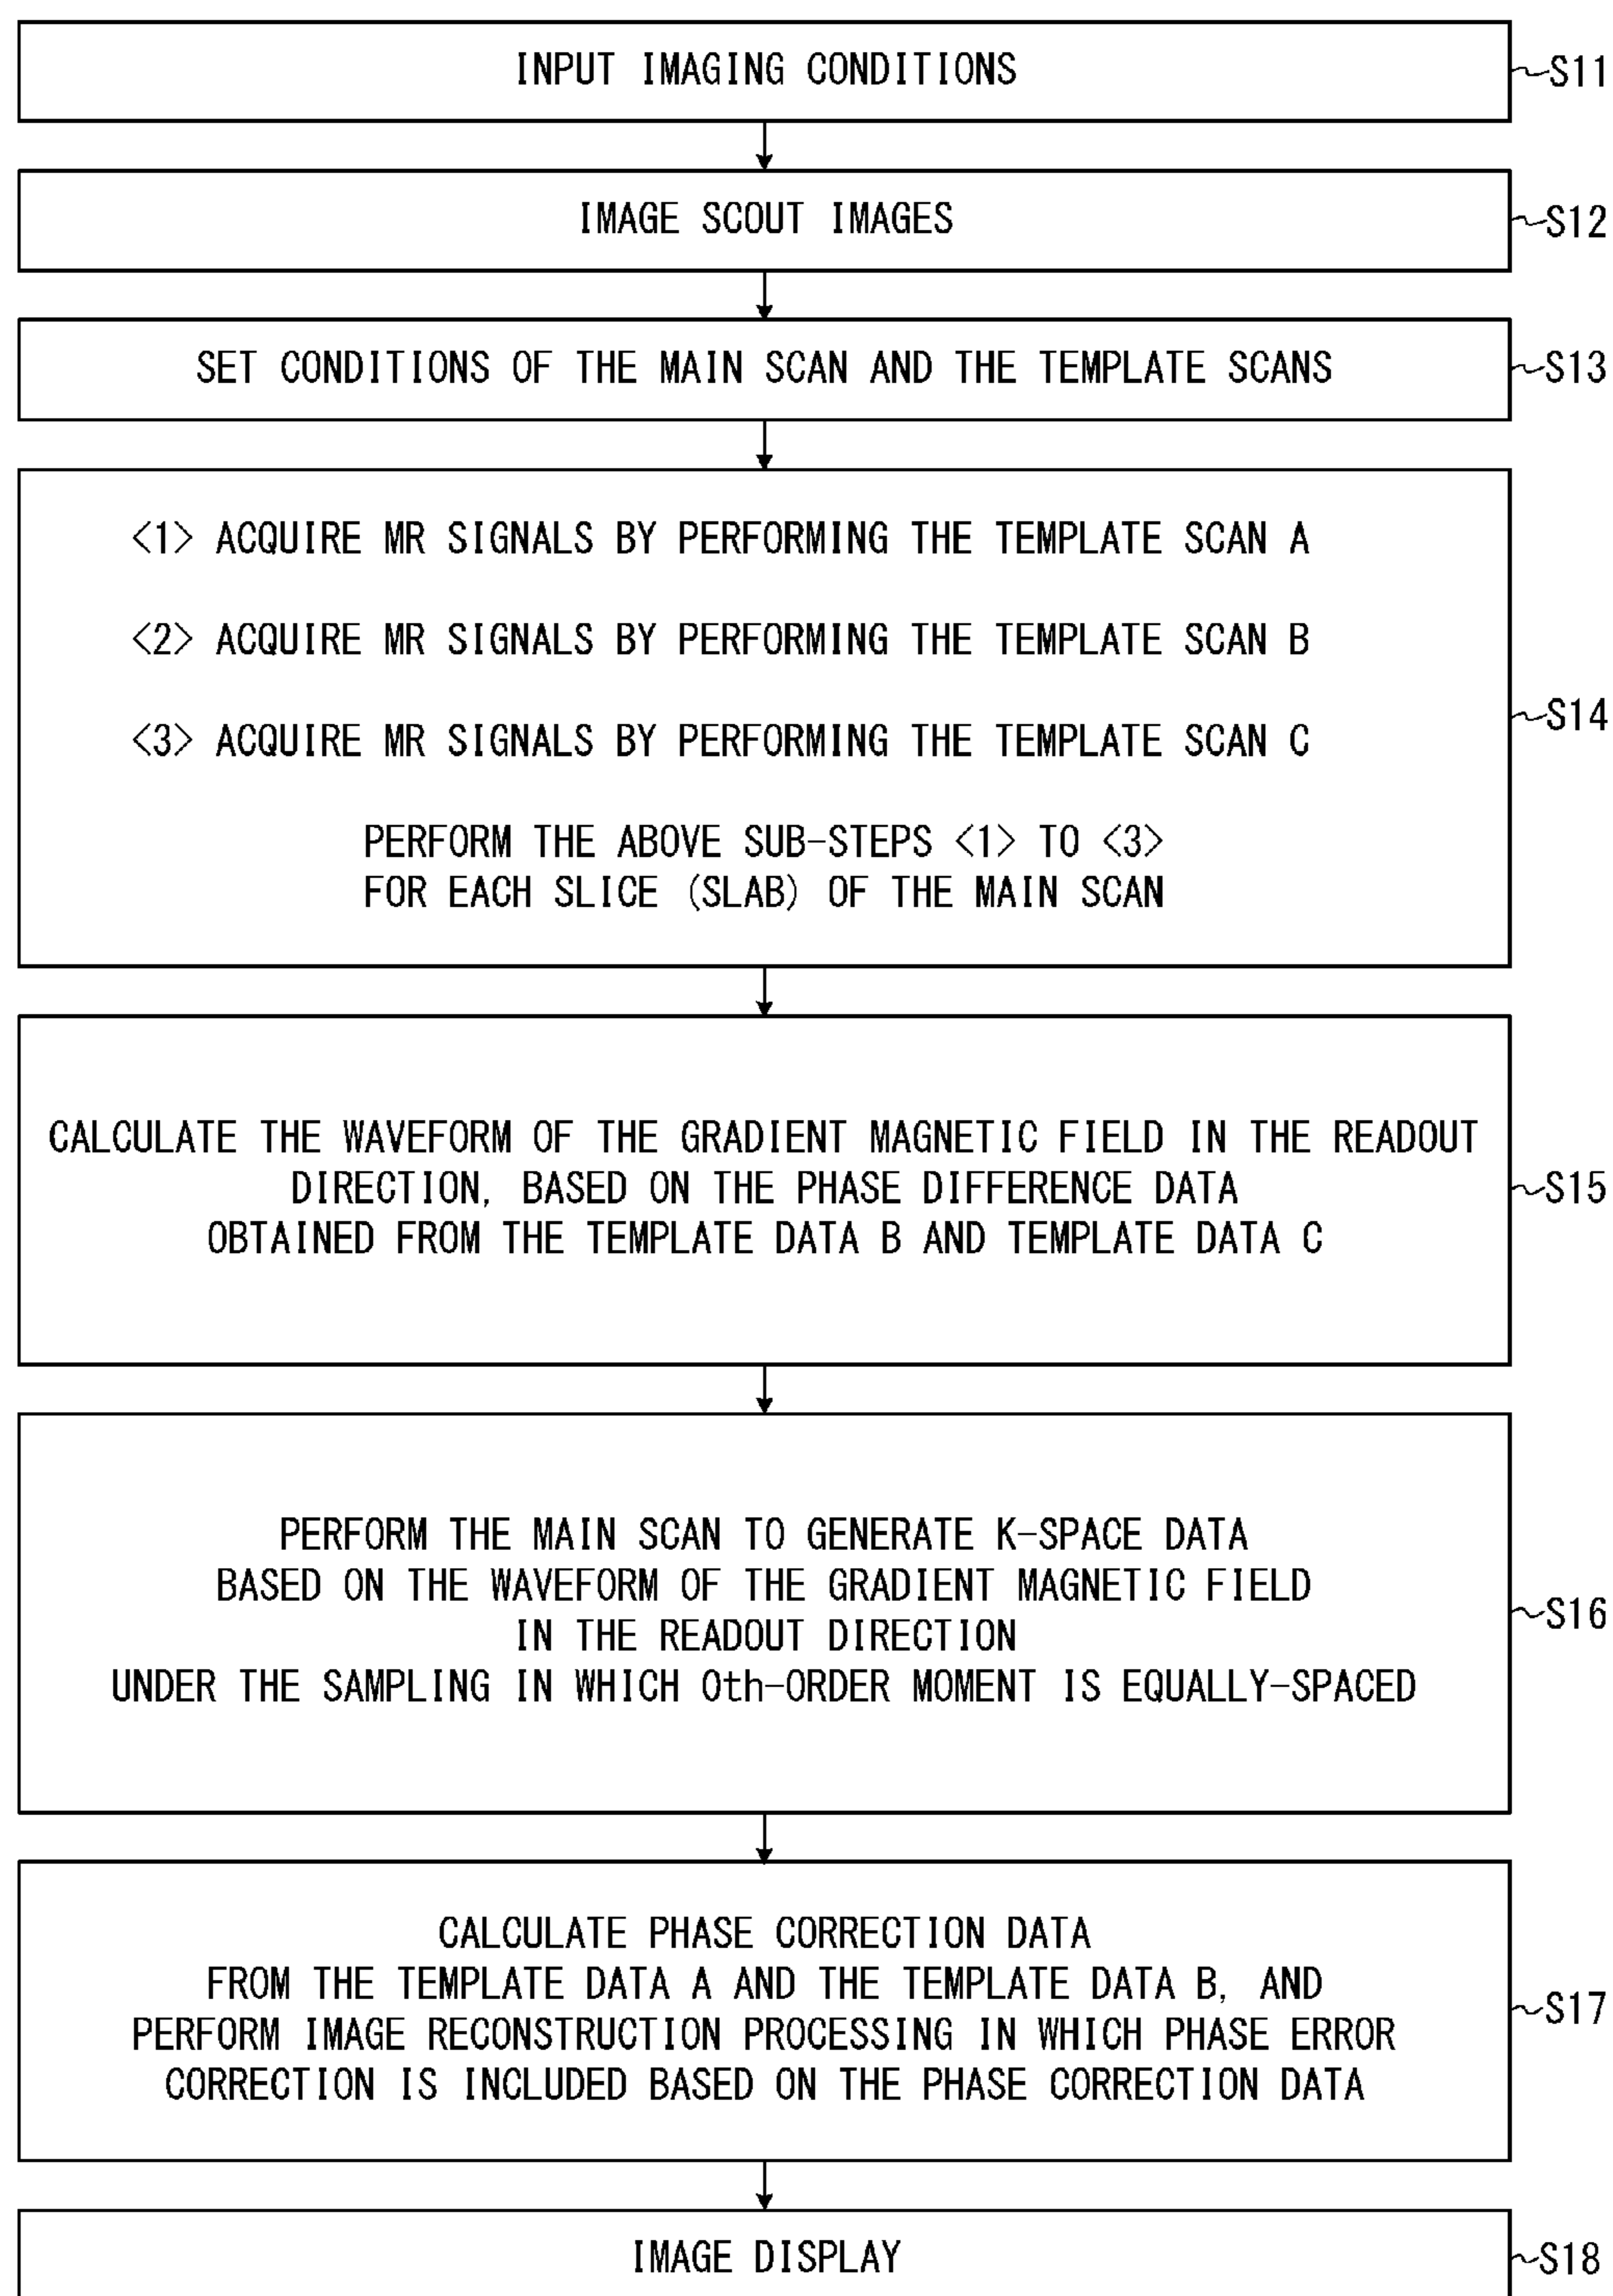 INPUT IMAGING CONDITIONS
S11
IMAGE SCOUT IMAGES
S12
SET CONDITIONS OF THE MAIN SCAN AND THE TEMPLATE SCANS
S13
<1> ACQUIRE MR SIGNALS BY PERFORMING THE TEMPLATE SCAN A
<2> ACQUIRE MR SIGNALS BY PERFORMING THE TEMPLATE SCAN B
<3> ACQUIRE MR SIGNALS BY PERFORMING THE TEMPLATE SCAN C
PERFORM THE ABOVE SUB-STEPS <1> TO <3>
FOR EACH SLICE (SLAB) OF THE MAIN SCAN
S14
CALCULATE THE WAVEFORM OF THE GRADIENT MAGNETIC FIELD IN THE READOUT
DIRECTION, BASED ON THE PHASE DIFFERENCE DATA
OBTAINED FROM THE TEMPLATE DATA B AND TEMPLATE DATA C
S15
PERFORM THE MAIN SCAN TO GENERATE K-SPACE DATA
BASED ON THE WAVEFORM OF THE GRADIENT MAGNETIC FIELD
IN THE READOUT DIRECTION
UNDER THE SAMPLING IN WHICH 0th-ORDER MOMENT IS EQUALLY-SPACED
S16
CALCULATE PHASE CORRECTION DATA
FROM THE TEMPLATE DATA A AND THE TEMPLATE DATA B, AND
PERFORM IMAGE RECONSTRUCTION PROCESSING IN WHICH PHASE ERROR
CORRECTION IS INCLUDED BASED ON THE PHASE CORRECTION DATA
S17
IMAGE DISPLAY
S18